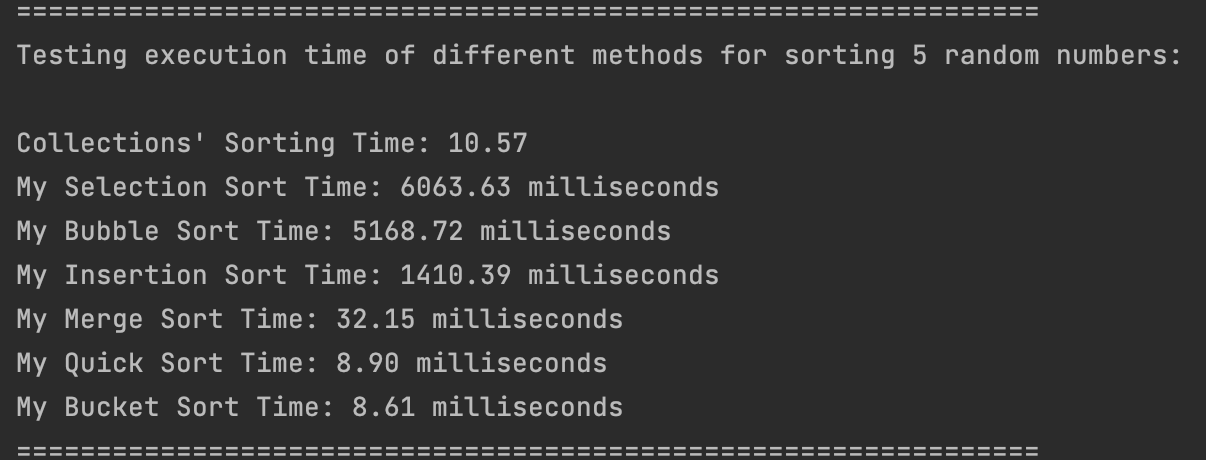 ================================================================
Testing execution time of different methods for sorting 5 random numbers:
Collections' Sorting Time: 10.57
My Selection Sort Time: 6063.63 milliseconds
My Bubble Sort Time: 5168.72 milliseconds
My Insertion Sort Time: 1410.39 milliseconds
My Merge Sort Time: 32.15 milliseconds
My Quick Sort Time: 8.90 milliseconds
My Bucket Sort Time: 8.61 milliseconds
================================================================